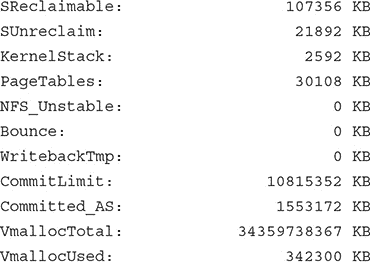 SReclaimable: 107356 KB
SUnreclaim: 21892 KB
KernelStack: 2592 KB
PageTables: 30108 KB
NFS_Unstable: 0 KB
Bounce: 0 KB
WritebackTmp: 0 KB
CommitLimit: 10815352 KB
Committed_AS: 1553172 KB
VmallocTotal: 34359738367 KB
VmallocUsed: 342300 KB